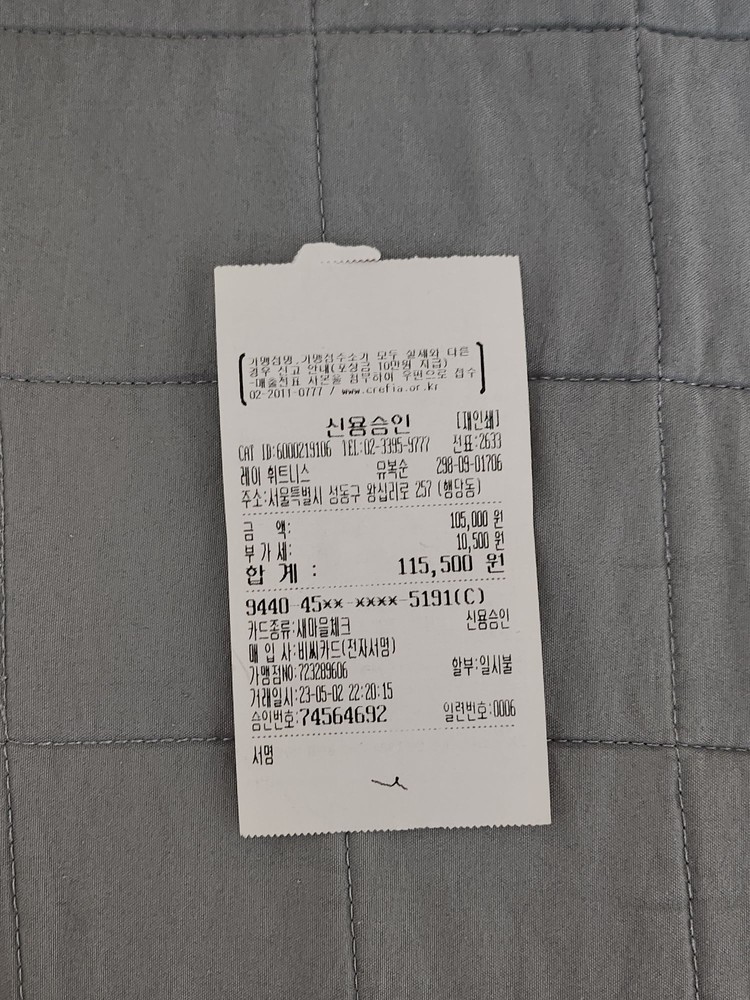 가맹점명,가맹점주소가 모두 실제와 다른
경우 신고 안내(포상금 10만원 지급)
-매출전표 사본을 첨부하여 우편으로 접수
02-2011-0777 / www.crefia.or.kr
신용승인 [재인쇄]
CAT ID:6000219106 TEL:02-3395-9777 전표:2633
레이 휘트니스 유복순 298-09-01706
주소:서울특별시 성동구 왕십리로 257 (행당동)
금 액: 105,000 원
부 가 세: 10,500 원
합 계 : 115,500 원
9440-45**-****-5191(C)
카드종류:새마을체크 신용승인
매 입 사:비씨카드(전자서명)
가맹점NO:723289606 할부:일시불
거래일시:23-05-02 22:20:15
승인번호:74564692 일련번호:0006
서명